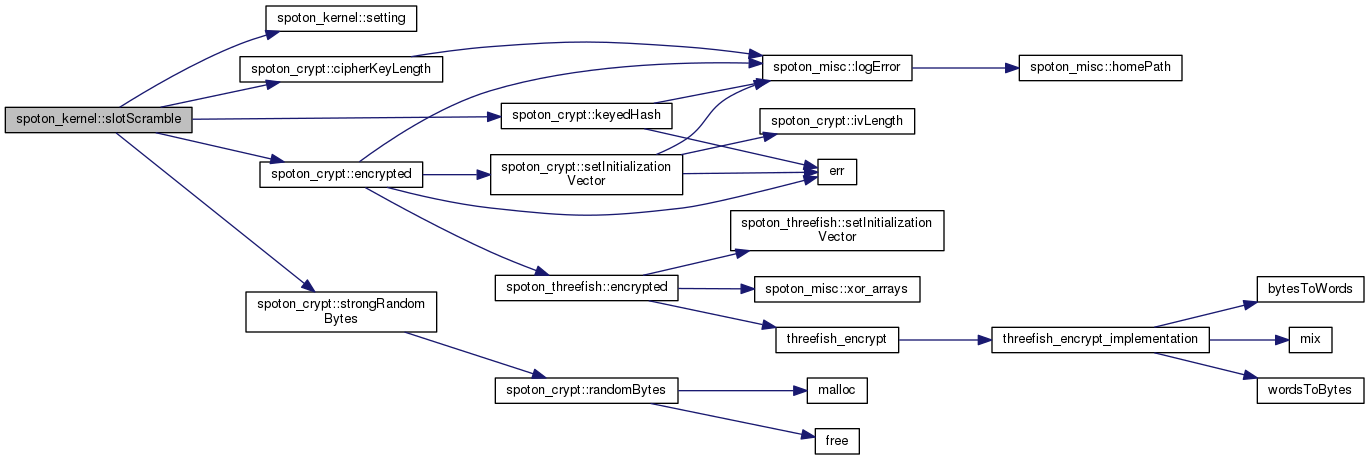 spoton_kernel::setting
spoton_crypt::cipherKeyLength
spoton_misc::logError
spoton_misc::homePath
spoton_kernel::slotScramble
spoton_crypt::keyedHash
spoton_crypt::ivLength
spoton_crypt::encrypted
spoton_crypt::setInitialization
Vector
err
spoton_threefish::setInitialization
Vector
spoton_threefish::encrypted
spoton_misc::xor_arrays
bytesToWords
spoton_crypt::strongRandom
Bytes
threefish_encrypt
threefish_encrypt_implementation
mix
spoton_crypt::randomBytes
malloc
wordsToBytes
free